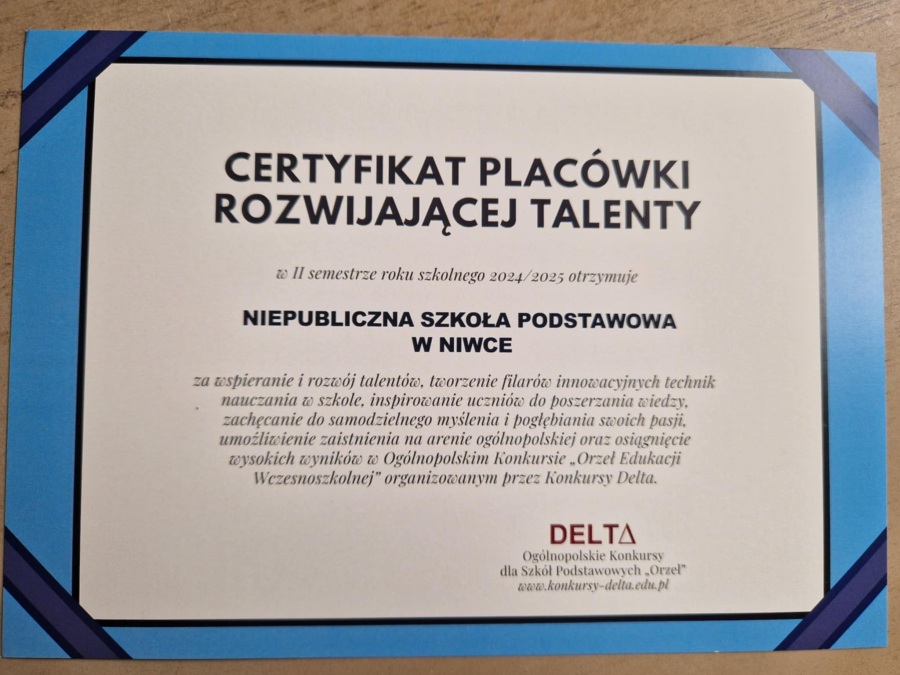 CERTYFIKAT PLACÓWKI
ROZWIJAJĄCEJ TALENTY
w II semestrze roku szkolnego 2024/2025 otrzymuje
NIEPUBLICZNA SZKOŁA PODSTAWOWA
W NIWCE
za wspieranie i rozwój talentów, tworzenie filarów innowacyjnych technik
nauczania w szkole, inspirowanie uczniów do poszerzania wiedzy,
zachęcanie do samodzielnego myślenia i pogłębiania swoich pasji,
umożliwienie zaistnienia na arenie ogólnopolskiej oraz osiągnięcie
wysokich wyników w Ogólnopolskim Konkursie „Orzeł Edukacji
Wczesnoszkolnej” organizowanym przez Konkursy Delta.
DELTA
Ogólnopolskie Konkursy
dla Szkół Podstawowych „Orzeł”
www.konkursy-delta.edu.pl